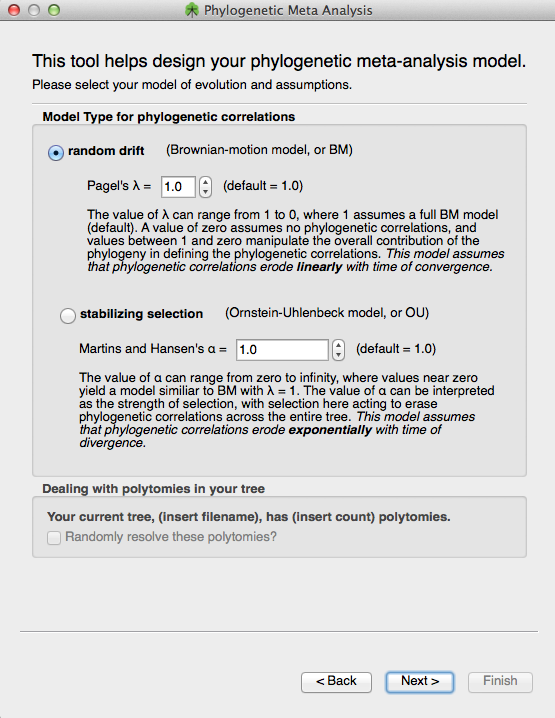 Phylogenetic Meta Analysis
This tool helps design your phylogenetic meta-analysis model.
Please select your model of evolution and assumptions.
Model Type for phylogenetic correlations
random drift (Brownian-motion model, or BM)
Pagel's λ = 1.0 (default = 1.0)
The value of λ can range from 1 to 0, where 1 assumes a full BM model
(default). A value of zero assumes no phylogenetic correlations, and
values between 1 and zero manipulate the overall contribution of the
phylogeny in defining the phylogenetic correlations. This model assumes
that phylogenetic correlations erode linearly with time of convergence.
stabilizing selection (Ornstein-Uhlenbeck model, or OU)
Martins and Hansen's α = 1.0 (default = 1.0)
The value of α can range from zero to infinity, where values near zero
yield a model similiar to BM with λ = 1. The value of α can be interpreted
as the strength of selection, with selection here acting to erase
phylogenetic correlations across the entire tree. This model assumes
that phylogenetic correlations erode exponentially with time of
divergence.
Dealing with polytomies in your tree
Your current tree, (insert filename), has (insert count) polytomies.
Randomly resolve these polytomies?
< Back Next > Finish